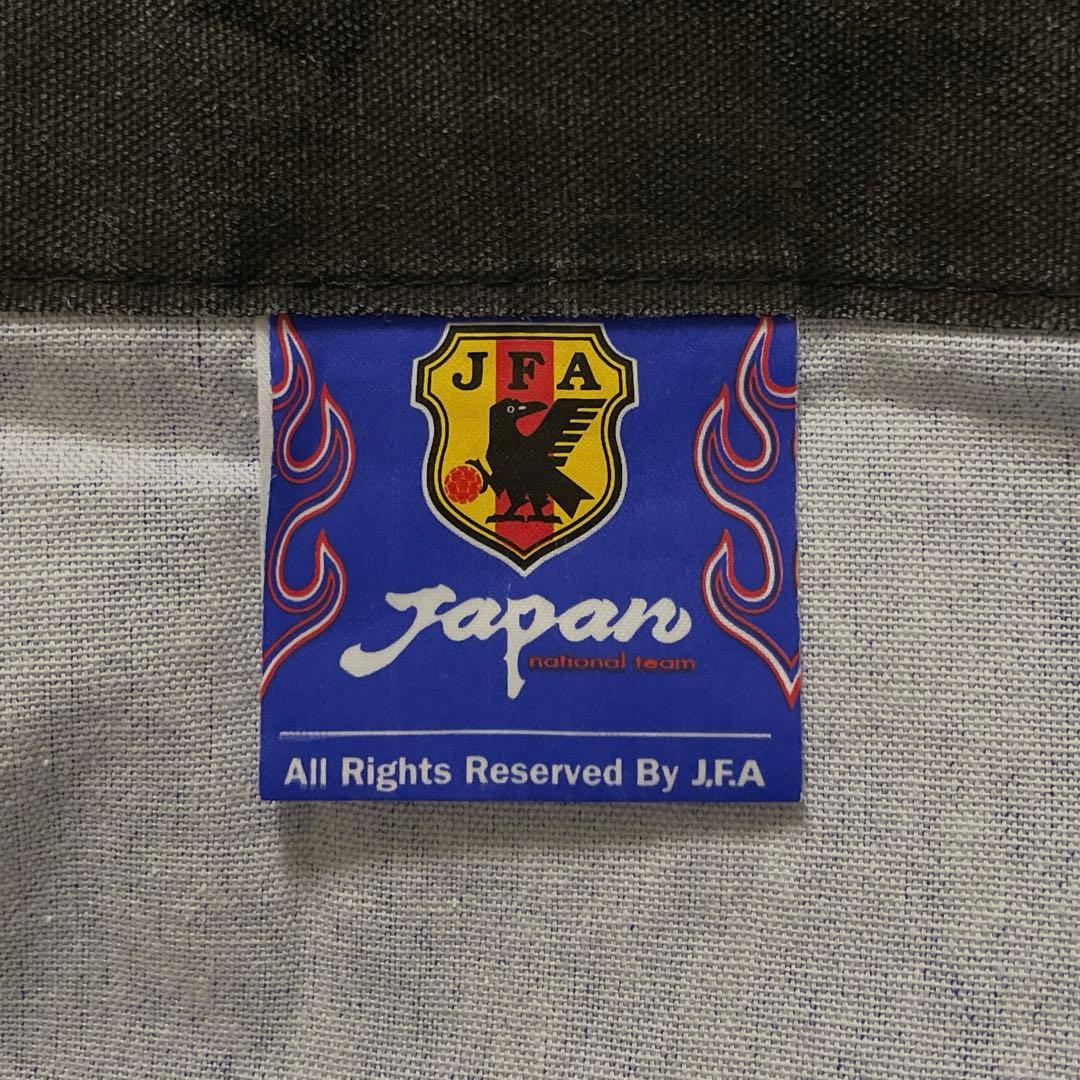 JFA
Japan
national team
All Rights Reserved By J.F.A